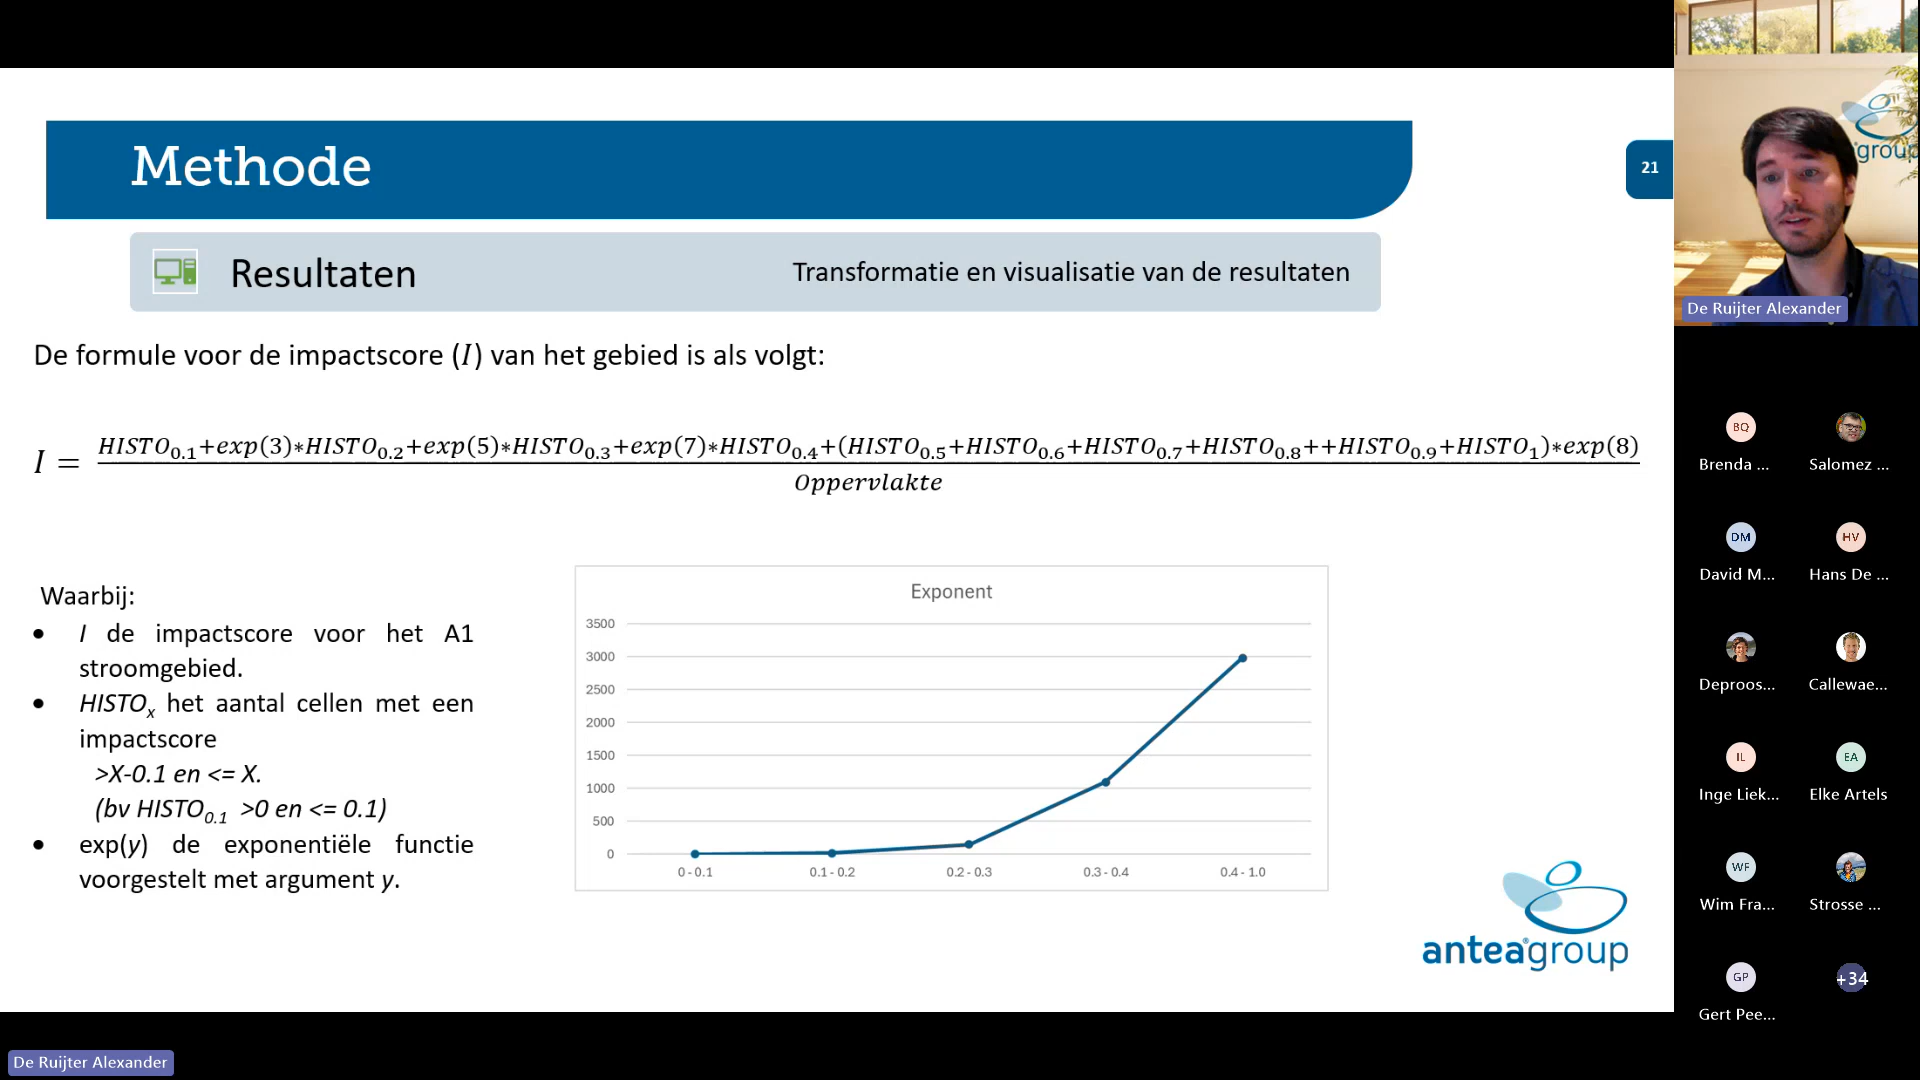 Methode
21
Resultaten
Transformatie en visualisatie van de resultaten
De formule voor de impactscore (I) van het gebied is als volgt:
I = HISTO0.1+exp(3)*HISTO0.2+exp(5)*HISTO0.3+exp(7)*HISTO0.4+(HISTO0.5+HISTO0.6+HISTO0.7+HISTO0.8++HISTO0.9+HISTO1)*exp(8)
Oppervlakte
Waarbij:
• I de impactscore voor het A1
stroomgebied.
• HISTOx het aantal cellen met een
impactscore
>X-0.1 en <= X.
(bv HISTO0.1 >0 en <= 0.1)
• exp(y) de exponentiële functie
voorgestelt met argument y.
Exponent
3500
3000
2500
2000
1500
1000
500
0
0 - 0.1
0.1 - 0.2
0.2 - 0.3
0.3 - 0.4
0.4 - 1.0
anteagroup
group
De Ruijter Alexander
BQ
Brenda ...
Salomez ...
DM
David M...
HV
Hans De ...
Deproos...
Callewae...
IL
Inge Liek...
EA
Elke Artels
WF
Wim Fra...
Strosse ...
GP
Gert Pee...
+34
De Ruijter Alexander